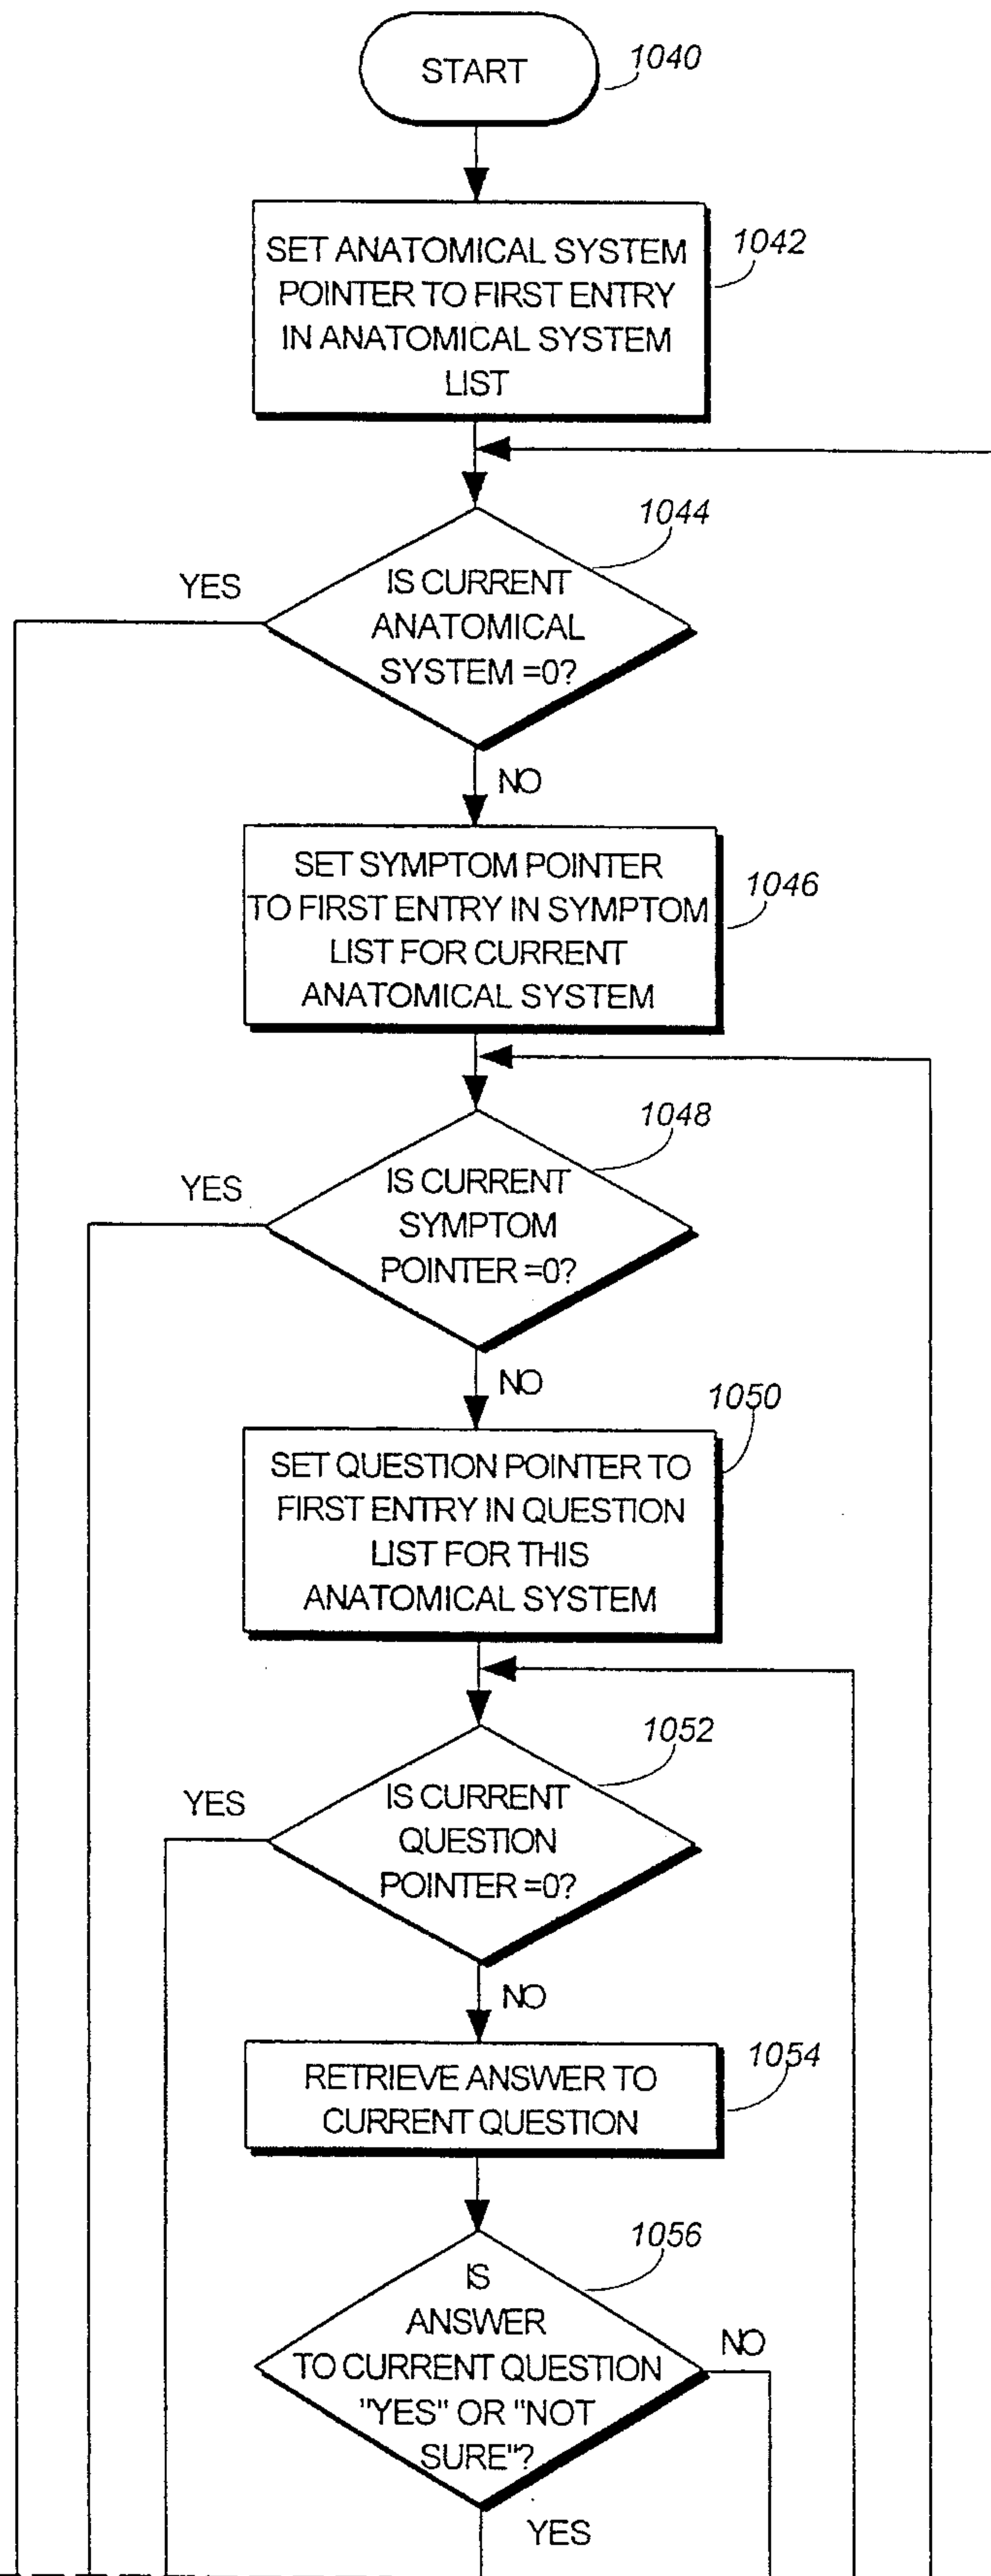 START
1040
SET ANATOMICAL SYSTEM
POINTER TO FIRST ENTRY
IN ANATOMICAL SYSTEM
LIST
1042
1044
YES
IS CURRENT
ANATOMICAL
SYSTEM =0?
NO
SET SYMPTOM POINTER
TO FIRST ENTRY IN SYMPTOM
LIST FOR CURRENT
ANATOMICAL SYSTEM
1046
1048
YES
IS CURRENT
SYMPTOM
POINTER =0?
NO
1050
SET QUESTION POINTER TO
FIRST ENTRY IN QUESTION
LIST FOR THIS
ANATOMICAL SYSTEM
1052
YES
IS CURRENT
QUESTION
POINTER =0?
NO
1054
RETRIEVE ANSWER TO
CURRENT QUESTION
1056
IS
ANSWER
TO CURRENT QUESTION
"YES" OR "NOT
SURE"?
NO
YES